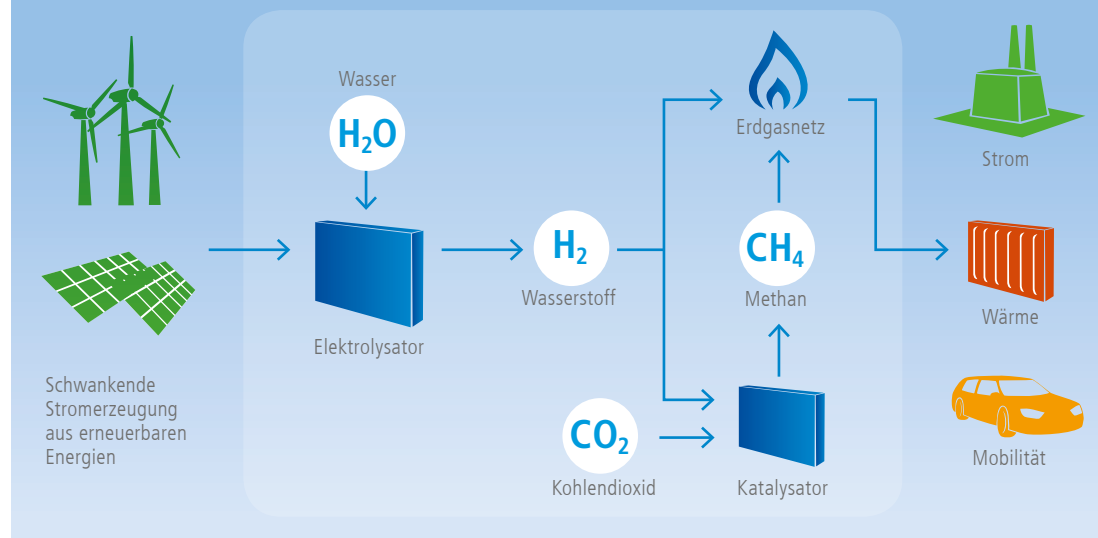 Wasser
H₂O
Elektrolysator
Schwankende
Stromerzeugung
aus erneuerbaren
Energien
H₂
Wasserstoff
CO₂
Kohlendioxid
Katalysator
CH₄
Methan
Erdgasnetz
Strom
Wärme
Mobilität